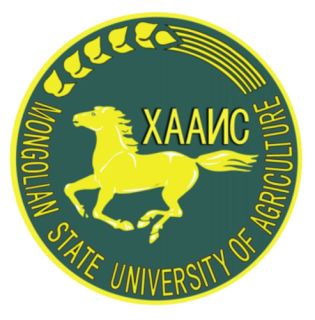 ХААИС
MONGOLIAN STATE UNIVERSITY OF AGRICULTURE